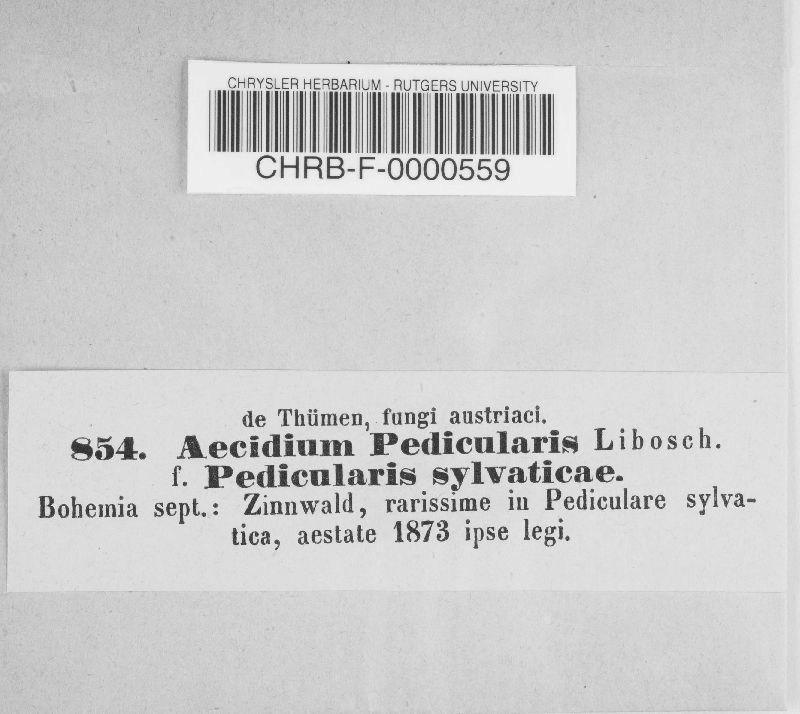 CHRYSLER HERBARIUM - RUTGERS UNIVERSITY
CHRB-F-0000559
de Thümen, fungi austriaci.
854. Aecidium Pedicularis Libosch.
f. Pedicularis sylvaticae.
Bohemia sept.: Zinnwald, rarissime in Pediculare sylva-
tica, aestate 1873 ipse legi.